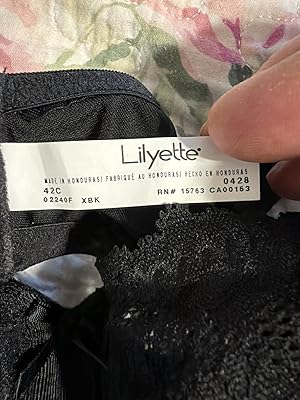 Lilyette
MADE IN HONDURAS/ FABRIQUÉ AU HONDURAS/ HECHO EN HONDURAS
0428
42C RN# 15763 CA00153
02240F XBK